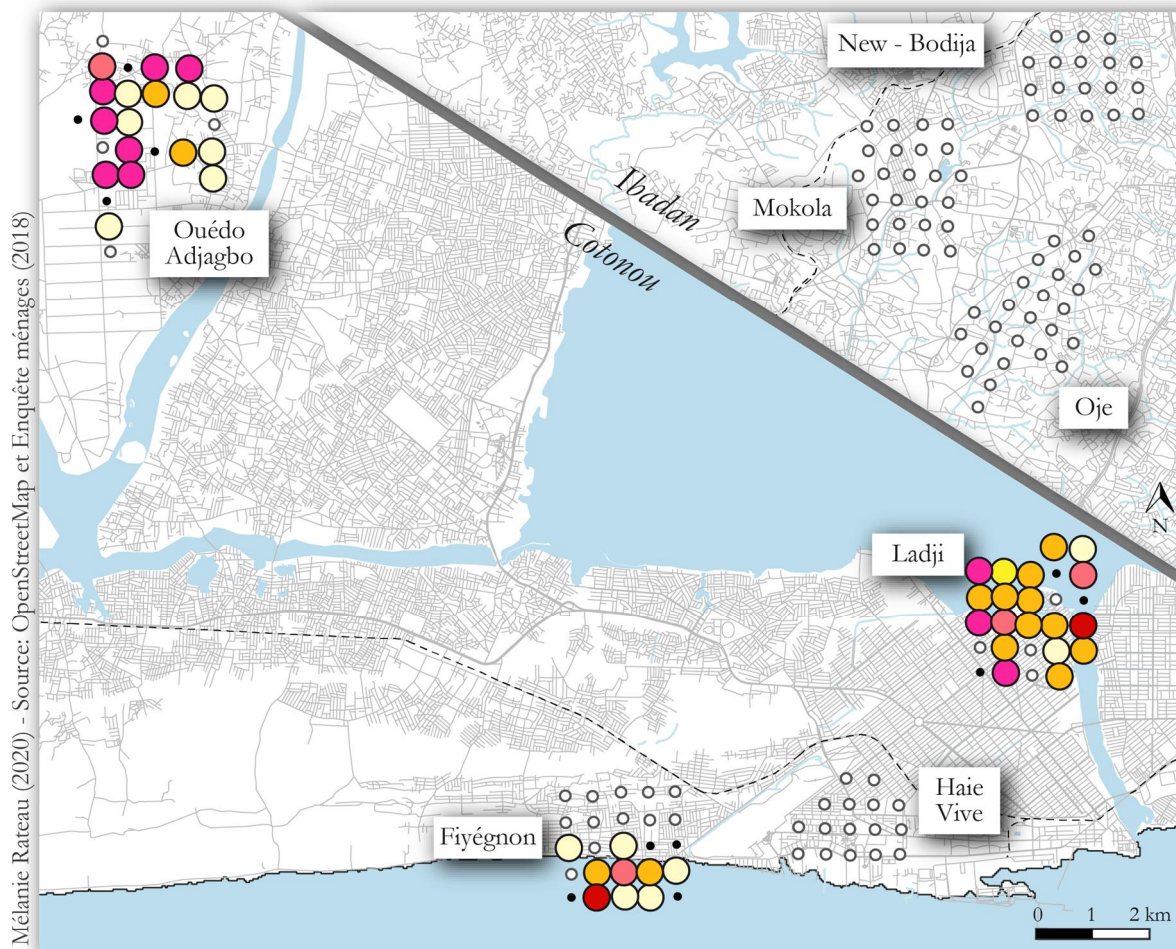 New - Bodija
Mokola
Ibadan
Cotonou
Ouédo
Adjagbo
Oje
N
Ladji
Haie
Vive
Fiyégnon
0 1 2 km
Mélanie Rateau (2020) - Source: OpenStreetMap et Enquête ménages (2018)